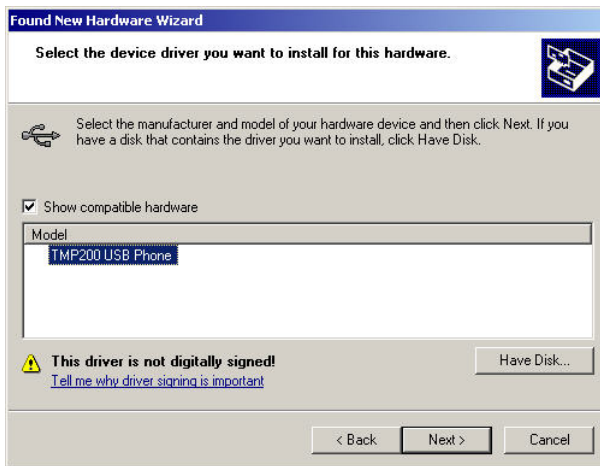 Found New Hardware Wizard
Select the device driver you want to install for this hardware.
Select the manufacturer and model of your hardware device and then click Next. If you
have a disk that contains the driver you want to install, click Have Disk.
Show compatible hardware
Model
TMP200 USB Phone
This driver is not digitally signed!
Tell me why driver signing is important
Have Disk...
< Back
Next >
Cancel